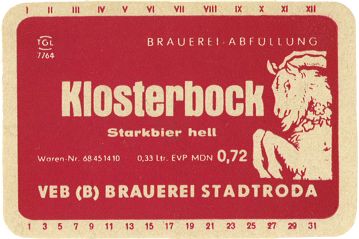 I II III IV V VI VII VIII IX X XI XII
TGL
7764
BRAUEREI-ABFÜLLUNG
Klosterbock
Starkbier hell
Waren-Nr. 68 45 14 10 0,33 Ltr. EVP MDN 0,72
VEB (B) BRAUEREI STADTRODA
1 3 5 7 9 11 13 15 17 19 21 23 25 27 29 31